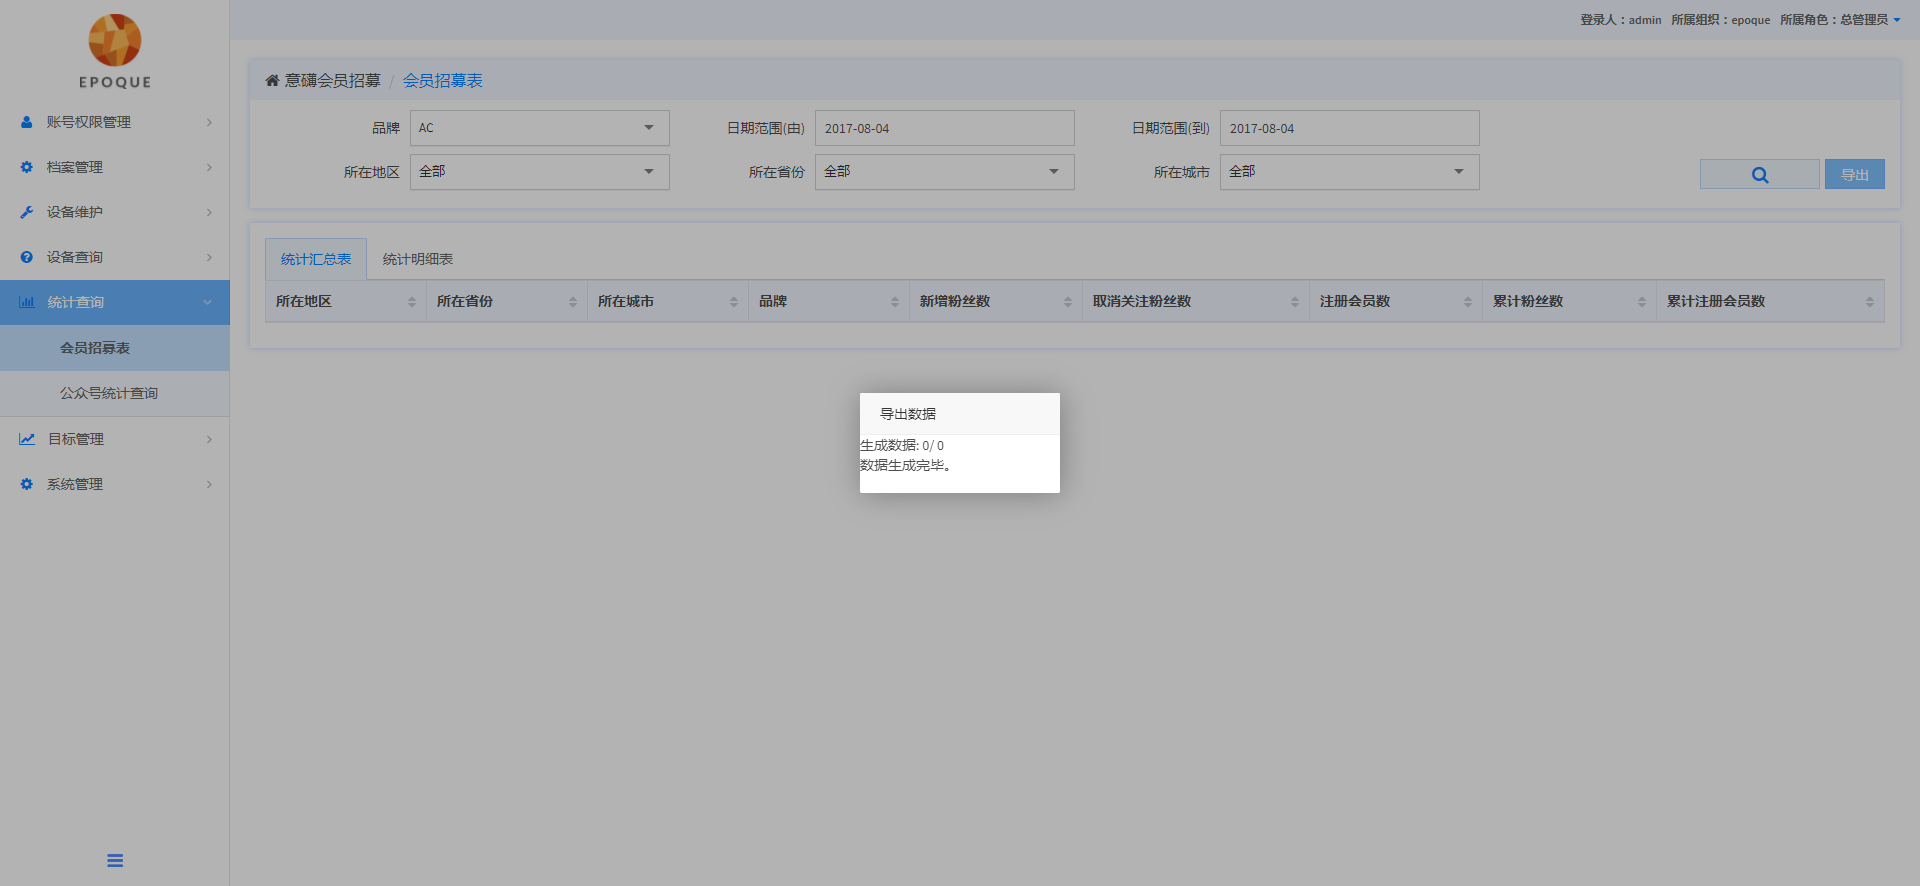 EPOQUE
登录人：admin 所属组织：epoque 所属角色：总管理员
账号权限管理
档案管理
设备维护
设备查询
统计查询
会员招募表
公众号统计查询
目标管理
系统管理
意礴会员招募 / 会员招募表
品牌 AC 日期范围(由) 2017-08-04 日期范围(到) 2017-08-04
所在地区 全部 所在省份 全部 所在城市 全部 导出
统计汇总表 统计明细表
所在地区 所在省份 所在城市 品牌 新增粉丝数 取消关注粉丝数 注册会员数 累计粉丝数 累计注册会员数
导出数据
生成数据: 0/ 0
数据生成完毕。